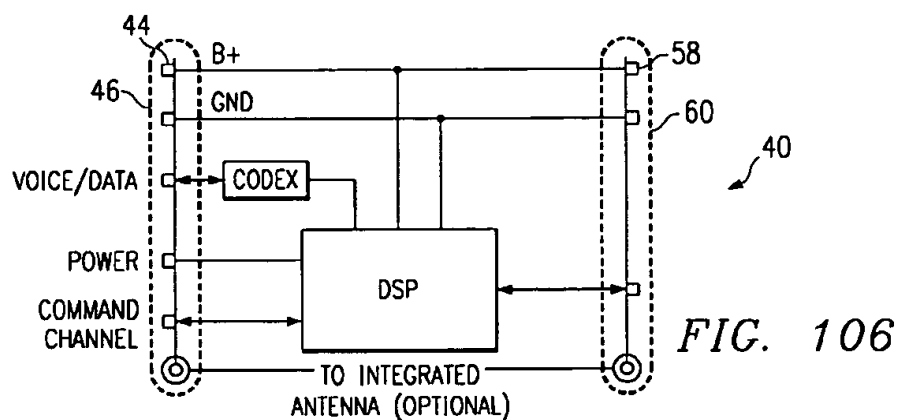 44
B+
58
46
GND
60
40
VOICE/DATA
CODEX
POWER
DSP
COMMAND
CHANNEL
FIG. 106
TO INTEGRATED
ANTENNA (OPTIONAL)